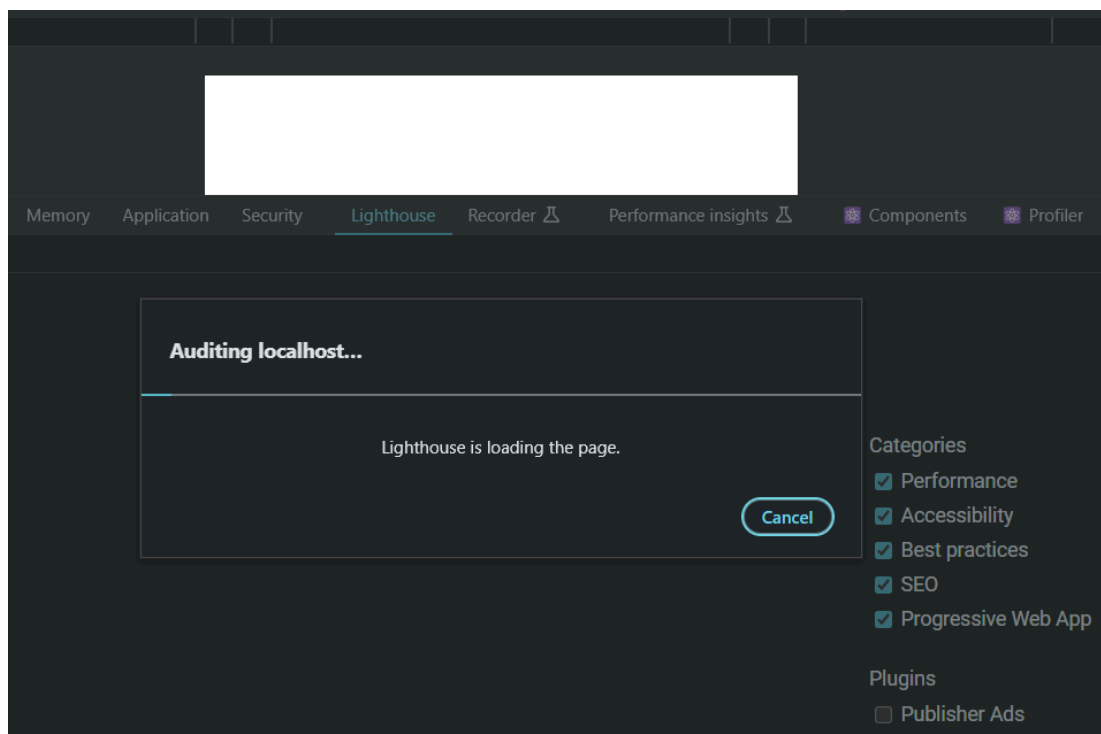 Memory Application Security Lighthouse Recorder Performance insights Components Profiler
Auditing localhost...
Lighthouse is loading the page.
Cancel
Categories
Performance
Accessibility
Best practices
SEO
Progressive Web App
Plugins
Publisher Ads